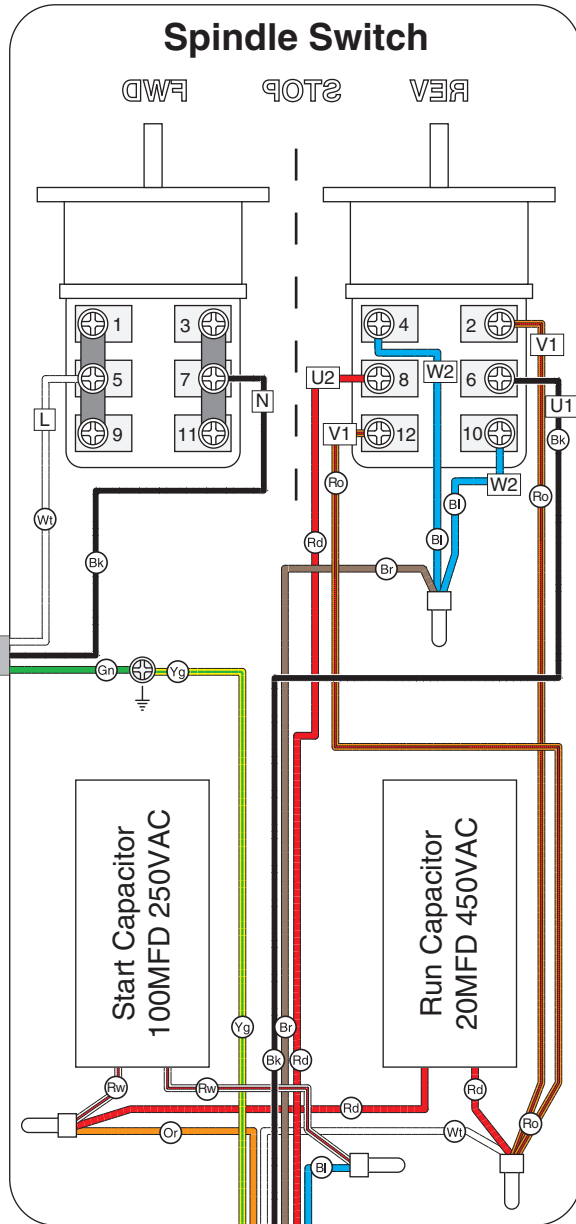 Spindle Switch
FWD STOP REV
1 3 4 2
V1
5 7 U2 8 W2 6
L N U1
9 11 V1 12 10 Bk
Ro W2
Wt Bl Ro
Bk Rd Bl
Br
Gn Yg
Start Capacitor
100MFD 250VAC
Run Capacitor
20MFD 450VAC
Yg Br
Bk Rd
Rw Rw Rd
Rd
Or Wt Ro
Bl